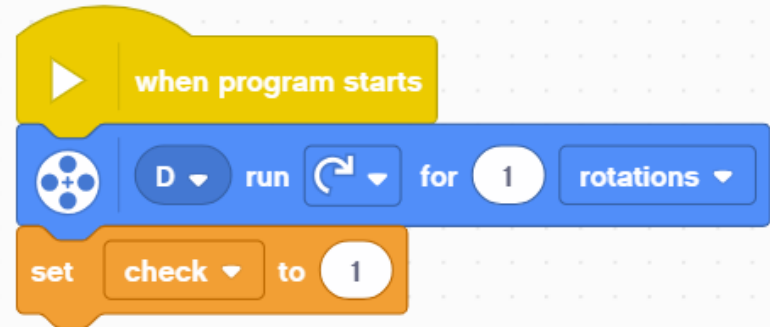 when program starts
D run for 1 rotations
set check to 1